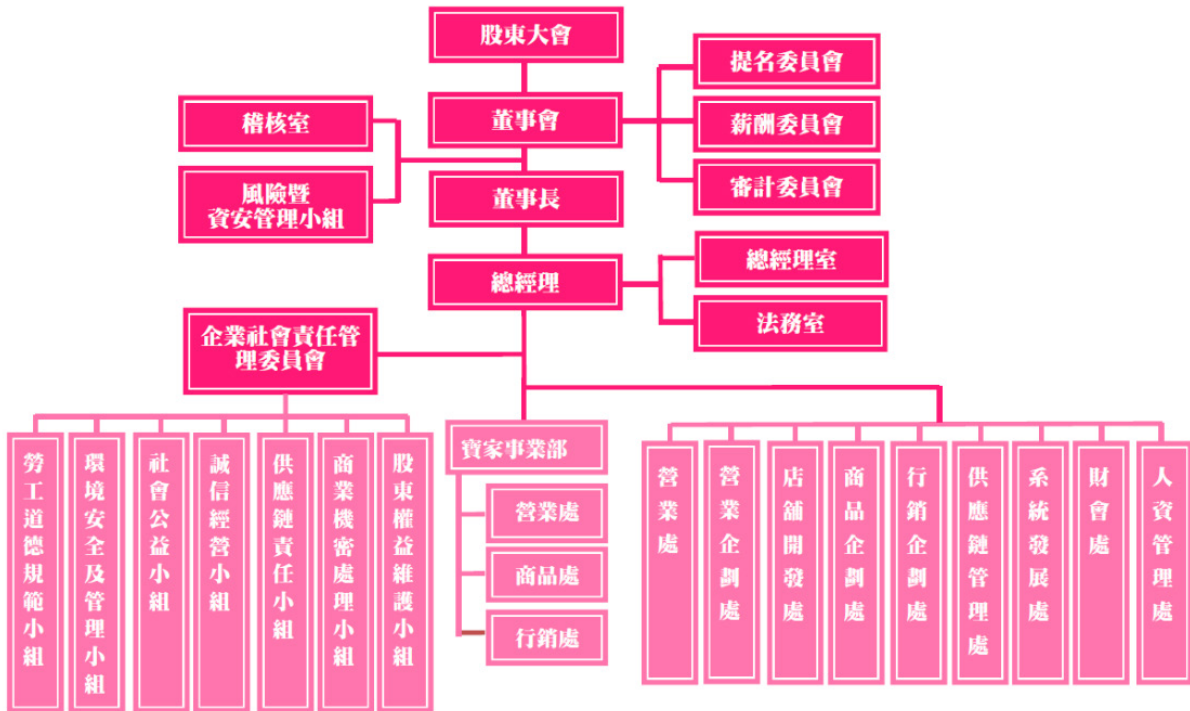 股東大會
提名委員會
稽核室
董事會
薪酬委員會
風險暨
資安管理小組
董事長
審計委員會
總經理
總經理室
法務室
企業社會責任管
理委員會
勞工道德規範小組
環境安全及管理小組
社會公益小組
誠信經營小組
供應鏈責任小組
商業機密處理小組
股東權益維護小組
寶家事業部
營業處
商品處
行銷處
營業處
營業企劃處
店舖開發處
商品企劃處
行銷企劃處
供應鏈管理處
系統發展處
財會處
人資管理處